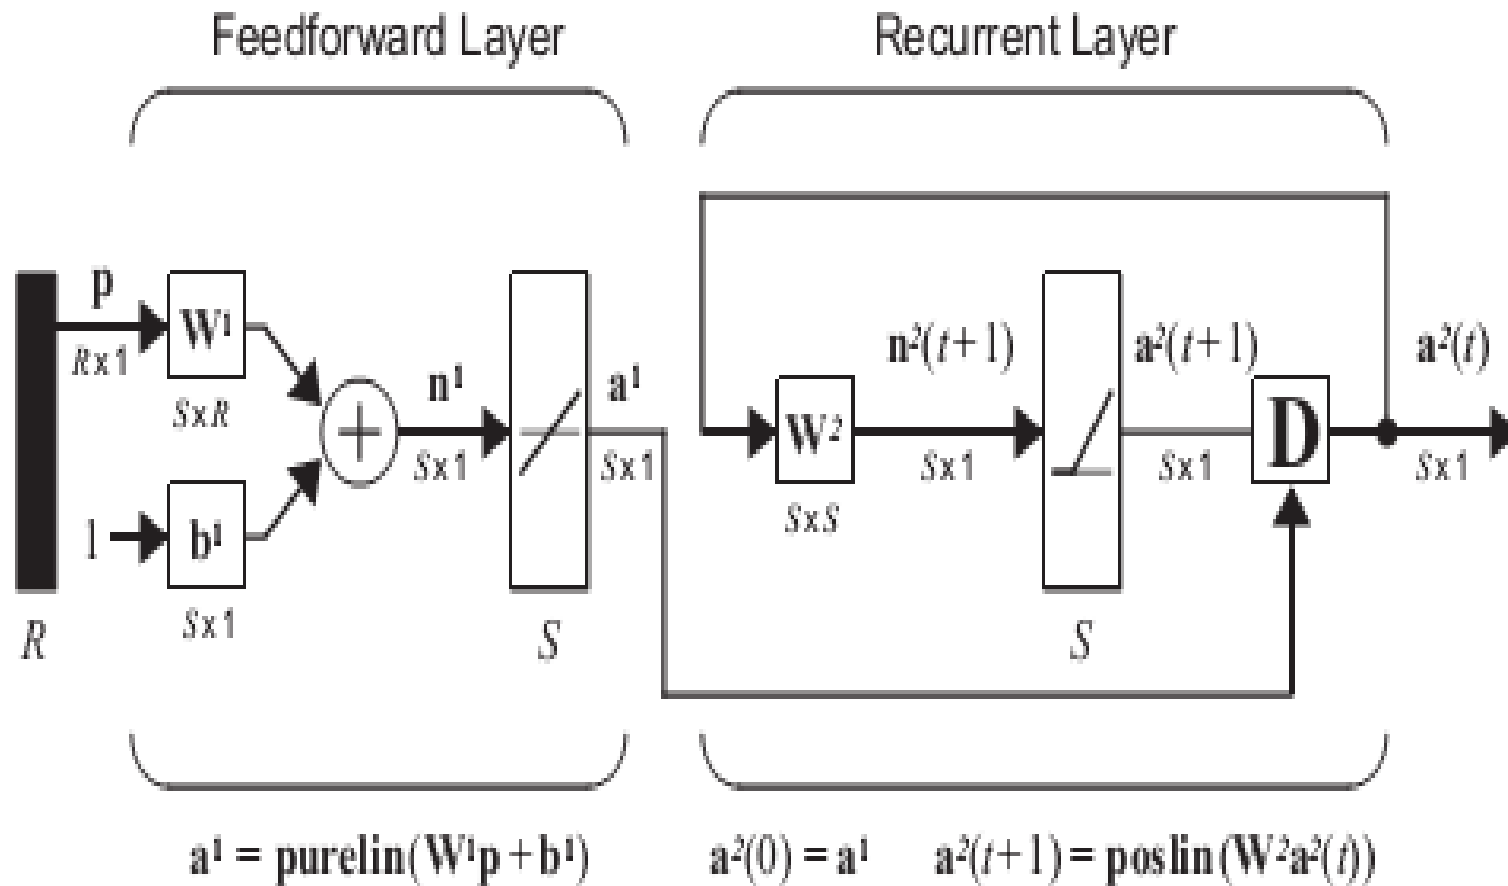 Feedforward Layer
Recurrent Layer
p
R x 1
W¹
S x R
1
b¹
S x 1
R
n¹
S x 1
a¹
S x 1
S
W²
S x S
n²(t + 1)
S x 1
S
a²(t + 1)
S x 1
D
a²(t)
S x 1
a¹ = purelin(W¹p + b¹)
a²(0) = a¹
a²(t + 1) = poslin(W²a²(t))